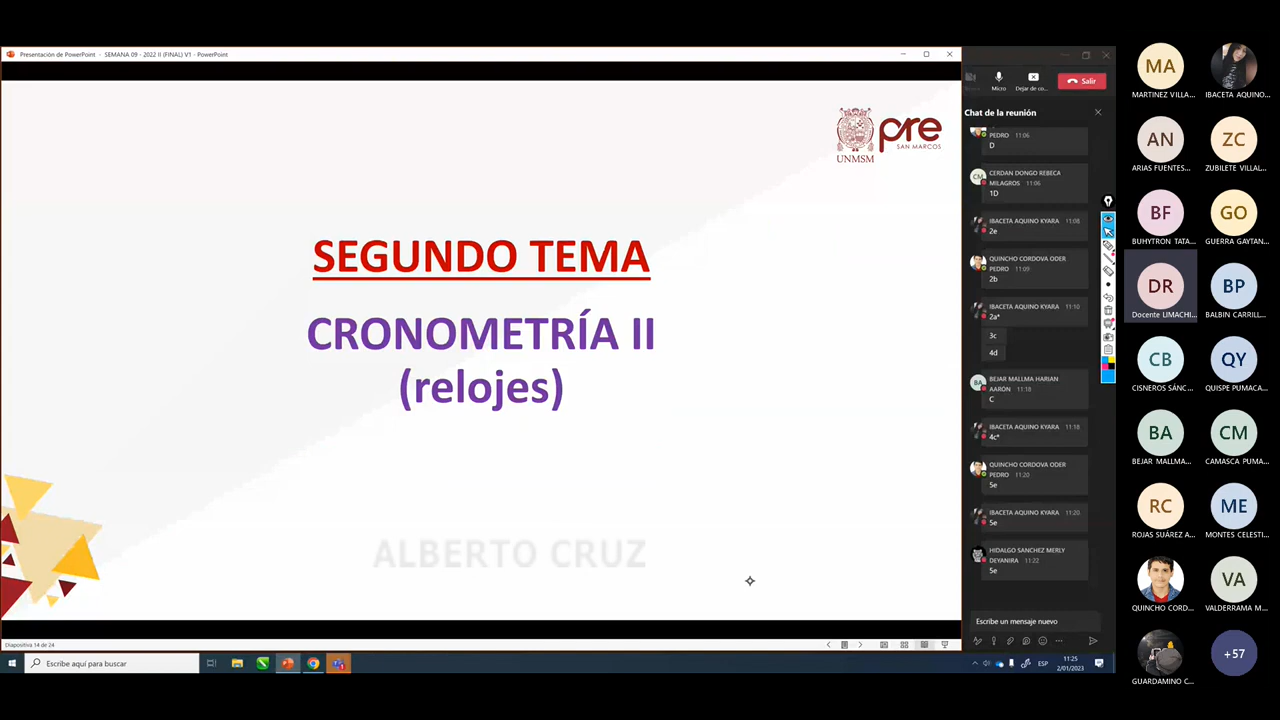 Presentación de PowerPoint - SEMANA 09 - 2022 II (FINAL) V1 - PowerPoint
UNMSM
pre
SAN MARCOS
SEGUNDO TEMA
CRONOMETRÍA II
(relojes)
ALBERTO CRUZ
Diapositiva 14 de 24
Escribe aquí para buscar
ESP
11:25
2/01/2023
Micro
Dejar de co...
Salir
Chat de la reunión
PEDRO 11:06
D
CERDAN DONGO REBECA
MILAGROS 11:06
1D
IBACETA AQUINO KYARA 11:08
2e
QUINCHO CORDOVA ODER
PEDRO 11:09
2b
IBACETA AQUINO KYARA 11:10
2a*
3c
4d
BEJAR MALLMA HARIAN
AARON 11:18
C
IBACETA AQUINO KYARA 11:18
4c*
QUINCHO CORDOVA ODER
PEDRO 11:20
5e
IBACETA AQUINO KYARA 11:20
5e
HIDALGO SANCHEZ MERLY
DEYANIRA 11:22
5e
Escribe un mensaje nuevo
MA
MARTINEZ VILLA...
IBACETA AQUINO...
AN
ARIAS FUENTES...
ZC
ZUBILETE VILLAL...
BF
BUHYTRON TATA...
GO
GUERRA GAYTAN...
DR
Docente LIMACHI...
BP
BALBIN CARRILL...
CB
CISNEROS SÁNC...
QY
QUISPE PUMACA...
BA
BEJAR MALLMA...
CM
CAMASCA PUMA...
RC
ROJAS SUÁREZ A...
ME
MONTES CELESTI...
QUINCHO CORD...
VA
VALDERRAMA M...
GUARDAMINO C...
+57